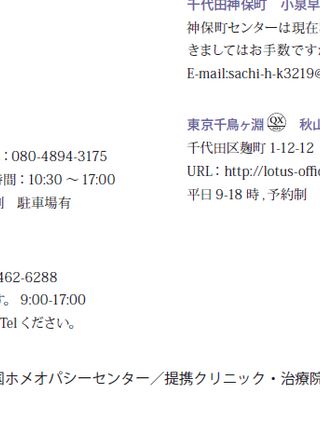 ：080-4894-3175
時間：10:30 ～ 17:00
制　駐車場有
462-6288
す。 9:00-17:00
Tel ください。
千代田神保町　小泉早
神保町センターは現在
きましてはお手数です
E-mail:sachi-h-k3219@
東京千鳥ヶ淵 QX 秋山
千代田区麹町 1-12-12
URL： http://lotus-offic
平日 9-18 時 , 予約制
国ホメオパシーセンター／提携クリニック・治療院